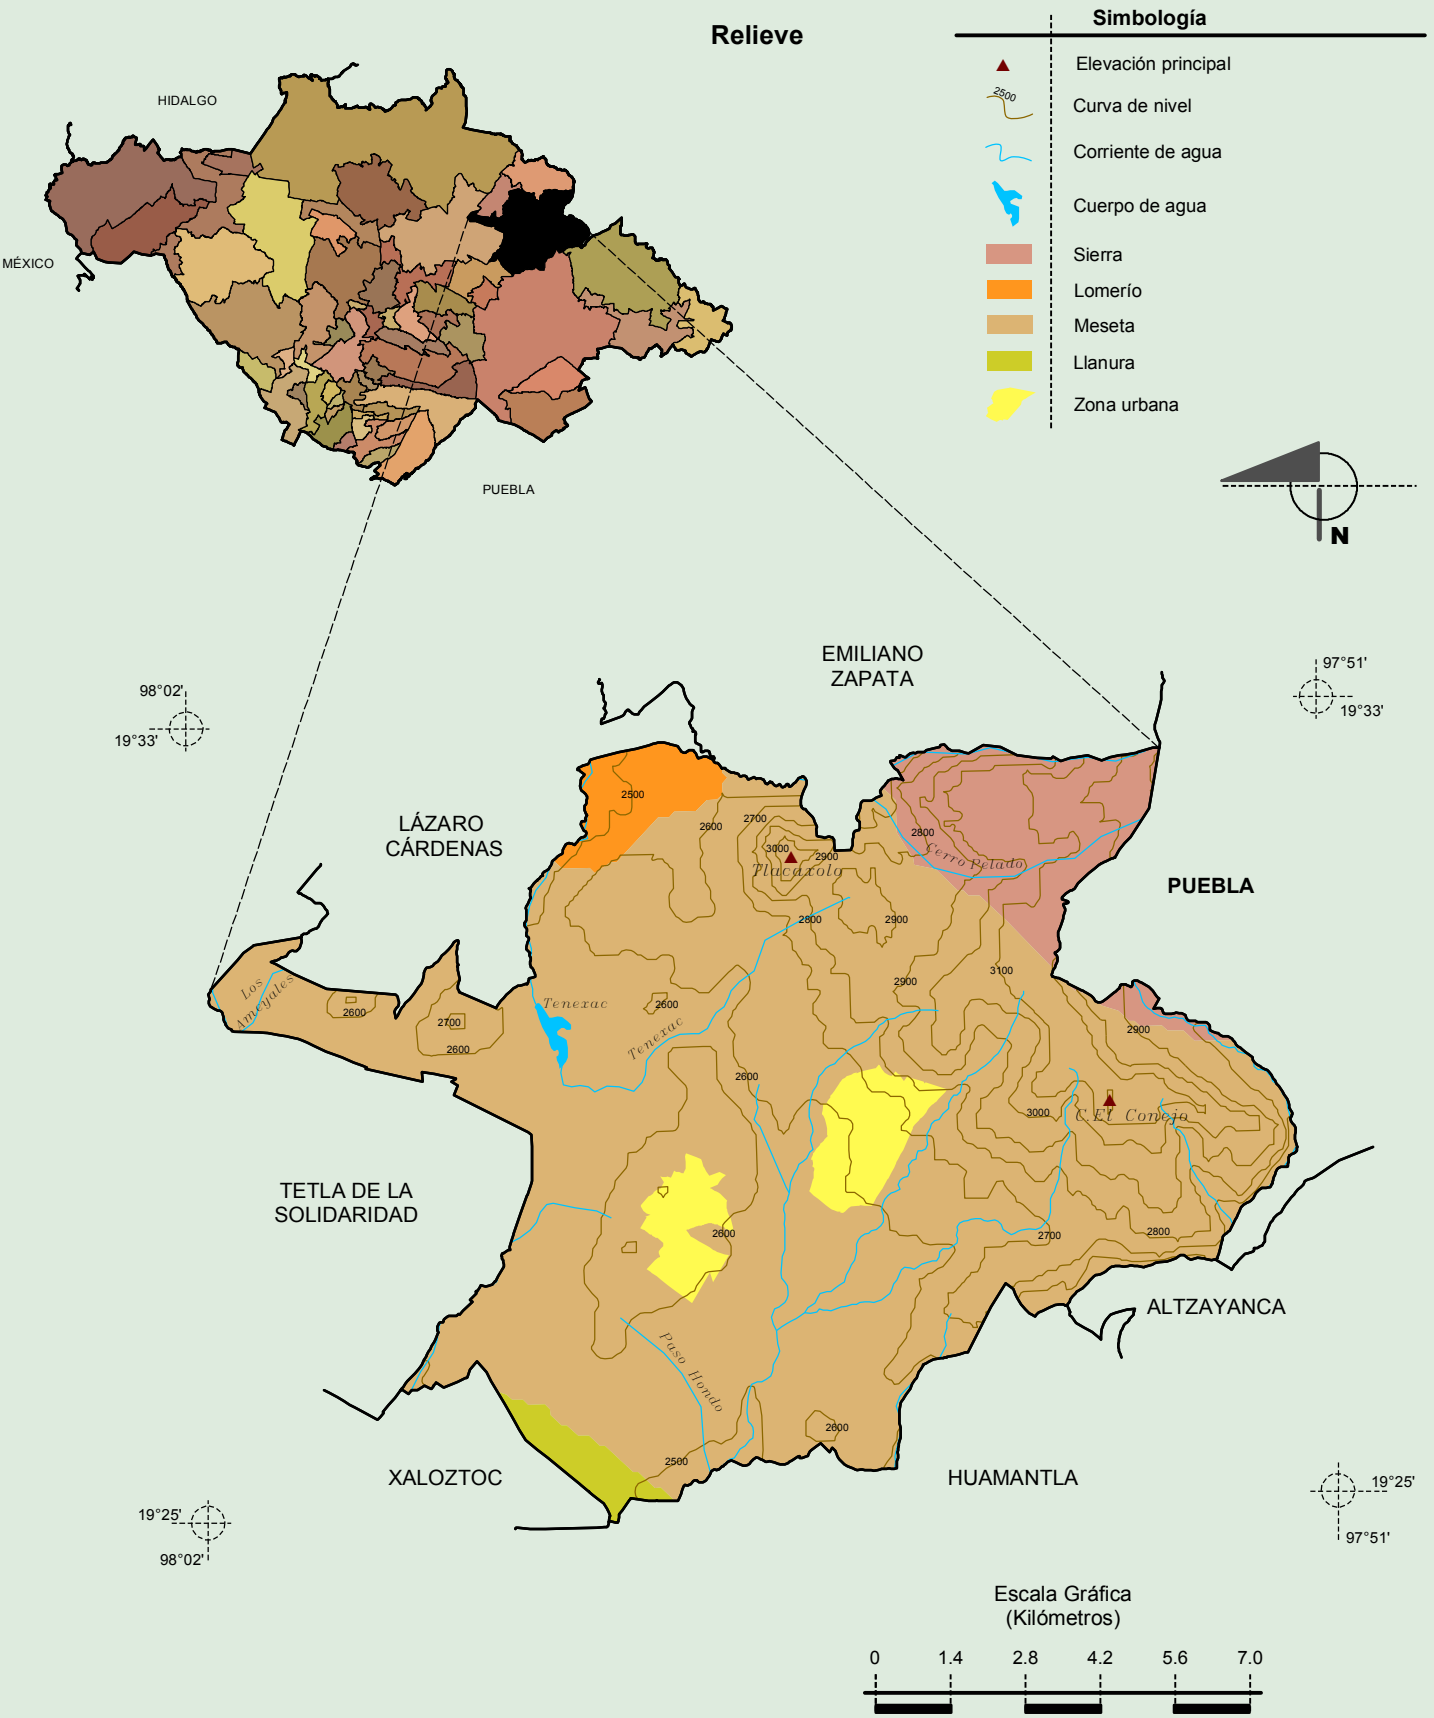 Relieve
Simbología
Elevación principal
2500
Curva de nivel
Corriente de agua
Cuerpo de agua
Sierra
Lomerío
Meseta
Llanura
Zona urbana
N
HIDALGO
MÉXICO
PUEBLA
EMILIANO
ZAPATA
98°02'
19°33'
97°51'
19°33'
LÁZARO
CÁRDENAS
PUEBLA
2500
2600
2700
3000
2900
Tlacaxolo
2800
Cerro Pelado
2800
2900
2900
3100
Los
Ameyales
2600
2700
2600
Tenexac
2600
Tenexac
2600
2900
3000
C.El Conejo
TETLA DE LA
SOLIDARIDAD
2600
2700
2800
ALTZAYANCA
Paso Hondo
2600
2500
XALOZTOC
HUAMANTLA
19°25'
98°02'
19°25'
97°51'
Escala Gráfica
(Kilómetros)
0 1.4 2.8 4.2 5.6 7.0